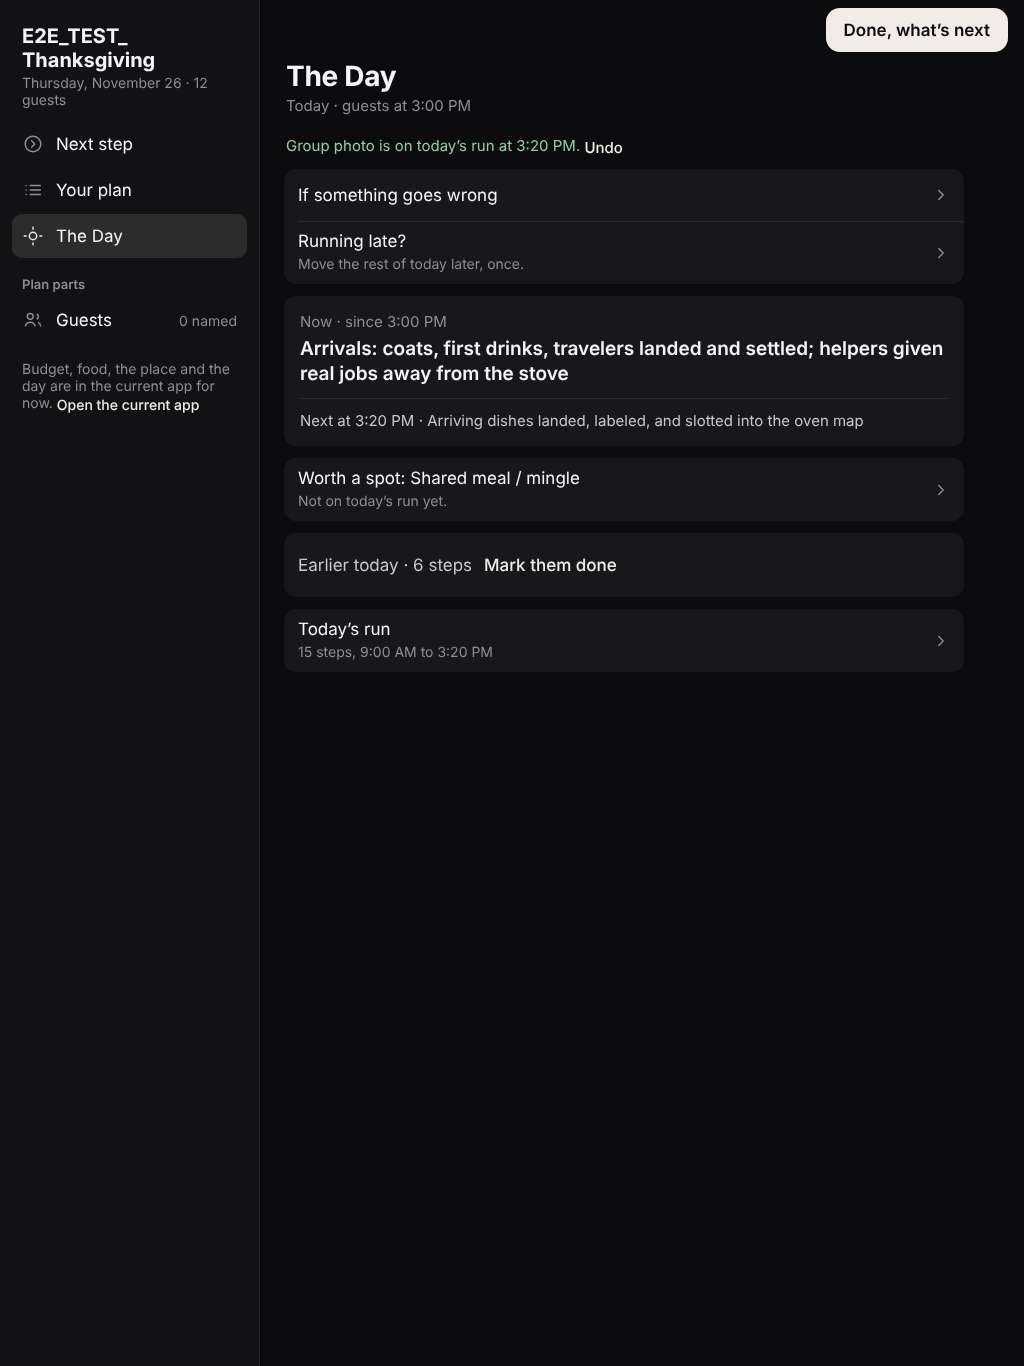 E2E_TEST_
Thanksgiving
Thursday, November 26 · 12
guests
Next step
Your plan
The Day
Plan parts
Guests
0 named
Budget, food, the place and the
day are in the current app for
now. Open the current app
Done, what’s next
The Day
Today · guests at 3:00 PM
Group photo is on today’s run at 3:20 PM. Undo
If something goes wrong
Running late?
Move the rest of today later, once.
Now · since 3:00 PM
Arrivals: coats, first drinks, travelers landed and settled; helpers given
real jobs away from the stove
Next at 3:20 PM · Arriving dishes landed, labeled, and slotted into the oven map
Worth a spot: Shared meal / mingle
Not on today’s run yet.
Earlier today · 6 steps Mark them done
Today’s run
15 steps, 9:00 AM to 3:20 PM